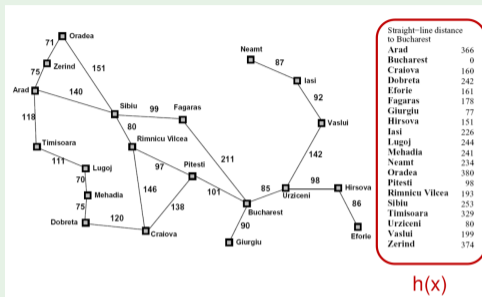 Oradea
71
Neamt
87
Zerind
151
75
Iasi
Arad
140
92
Sibiu
99
Fagaras
118
80
Vaslui
Rimnicu Vilcea
Timisoara
142
111
211
Lugoj
97
Pitesti
70
98
Hirsova
Mehadia
146
101
85
Urziceni
75
138
86
Bucharest
120
90
Dobreta
Craiova
Eforie
Giurgiu
Straight-line distance
to Bucharest
Arad 366
Bucharest 0
Craiova 160
Dobreta 242
Eforie 161
Fagaras 178
Giurgiu 77
Hirsova 151
Iasi 226
Lugoj 244
Mehadia 241
Neamt 234
Oradea 380
Pitesti 98
Rimnicu Vilcea 193
Sibiu 253
Timisoara 329
Urziceni 80
Vaslui 199
Zerind 374
h(x)